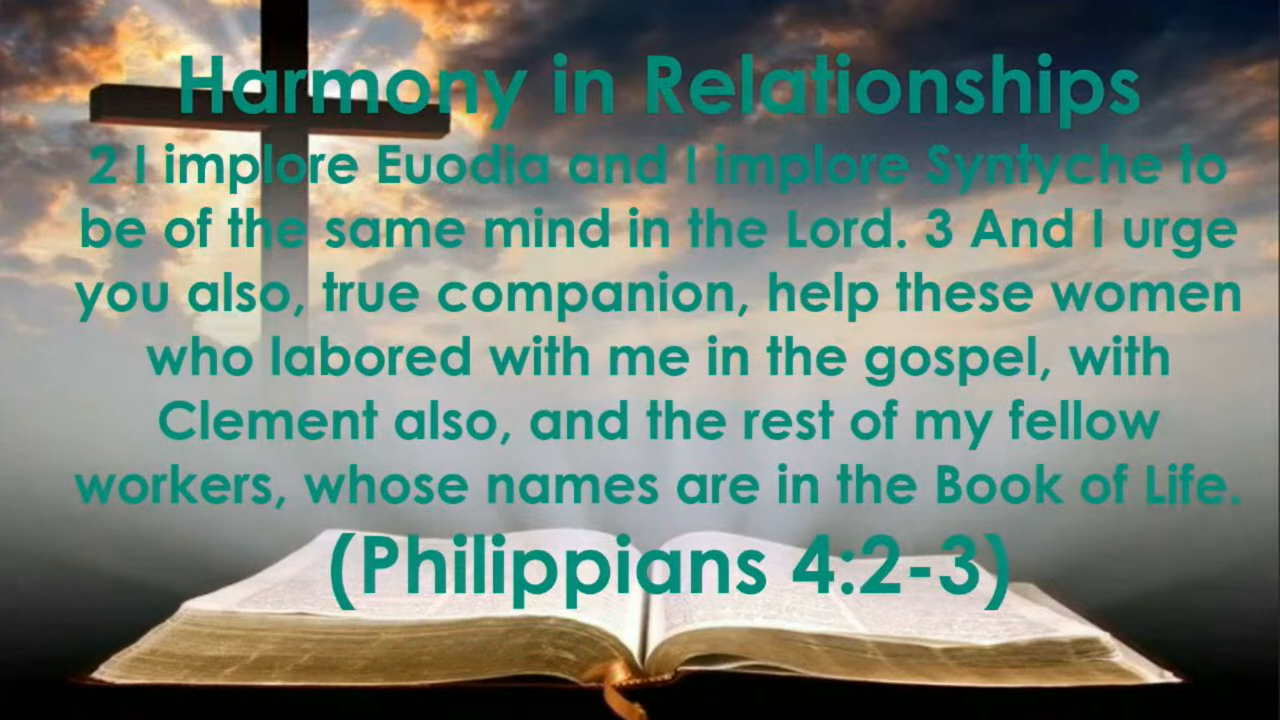 Harmony in Relationships
2 I implore Euodia and I implore Syntyche to
be of the same mind in the Lord. 3 And I urge
you also, true companion, help these women
who labored with me in the gospel, with
Clement also, and the rest of my fellow
workers, whose names are in the Book of Life.
(Philippians 4:2-3)